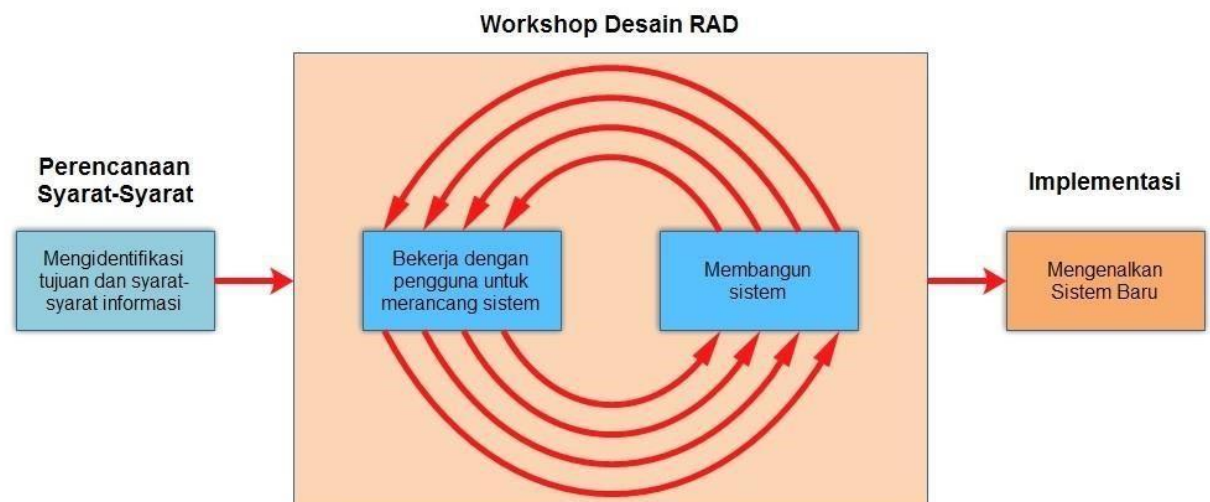 Workshop Desain RAD
Perencanaan
Syarat-Syarat
Mengidentifikasi
tujuan dan syarat-
syarat informasi
Bekerja dengan
pengguna untuk
merancang sistem
Membangun
sistem
Implementasi
Mengenalkan
Sistem Baru